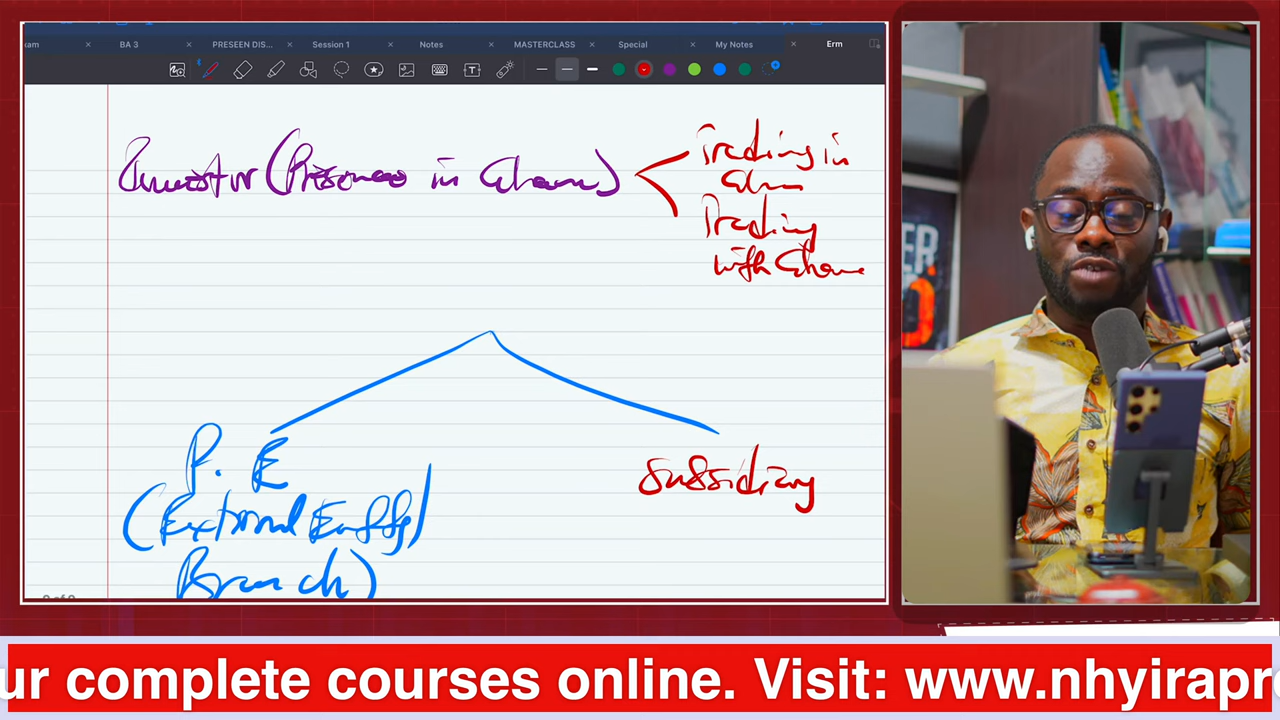 am
BA 3
PRESEEN DIS...
Session 1
Notes
MASTERCLASS
Special
My Notes
Erm
Investor (Presence in Ghana)
Trading in
Ghana
Trading
with Ghana
P. E
(External Entity)
Branch)
Subsidiary
ur complete courses online. Visit: www.nhyirapr